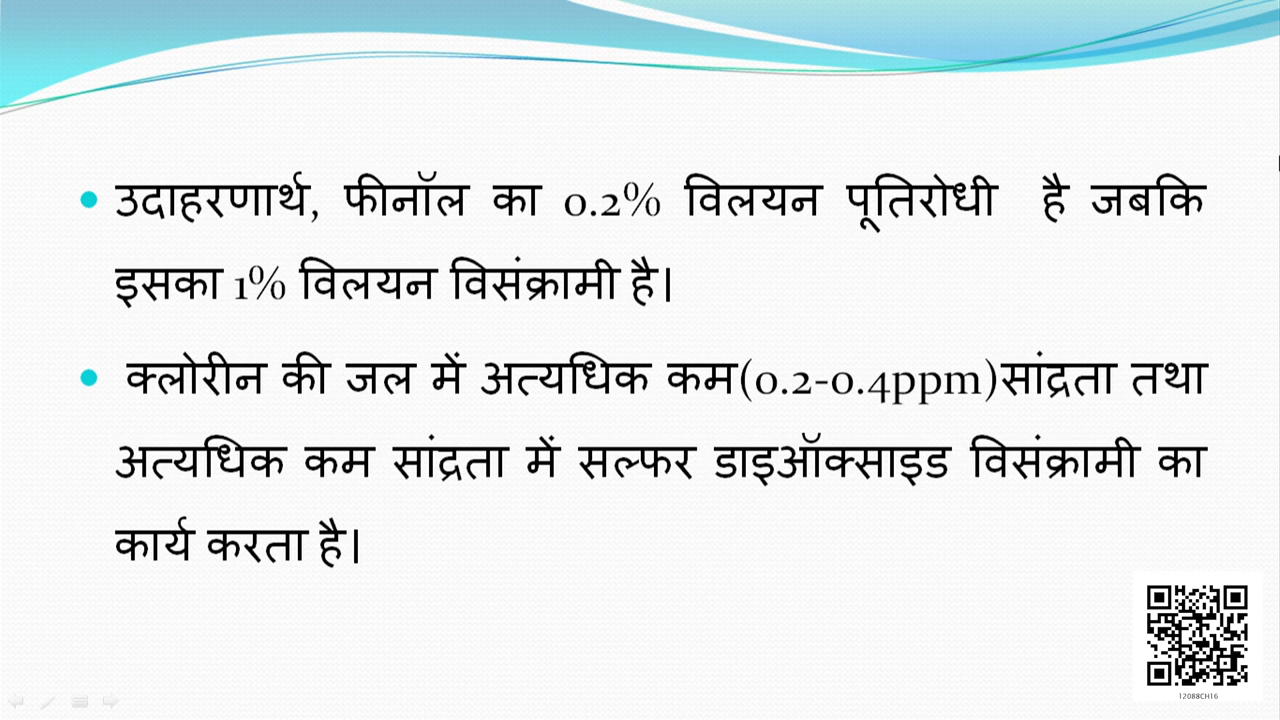 उदाहरणार्थ, फीनॉल का 0.2% विलयन पूतिरोधी है जबकि
इसका 1% विलयन विसंक्रामी है।
क्लोरीन की जल में अत्यधिक कम(0.2-0.4ppm)सांद्रता तथा
अत्यधिक कम सांद्रता में सल्फर डाइऑक्साइड विसंक्रामी का
कार्य करता है।
12088CH16